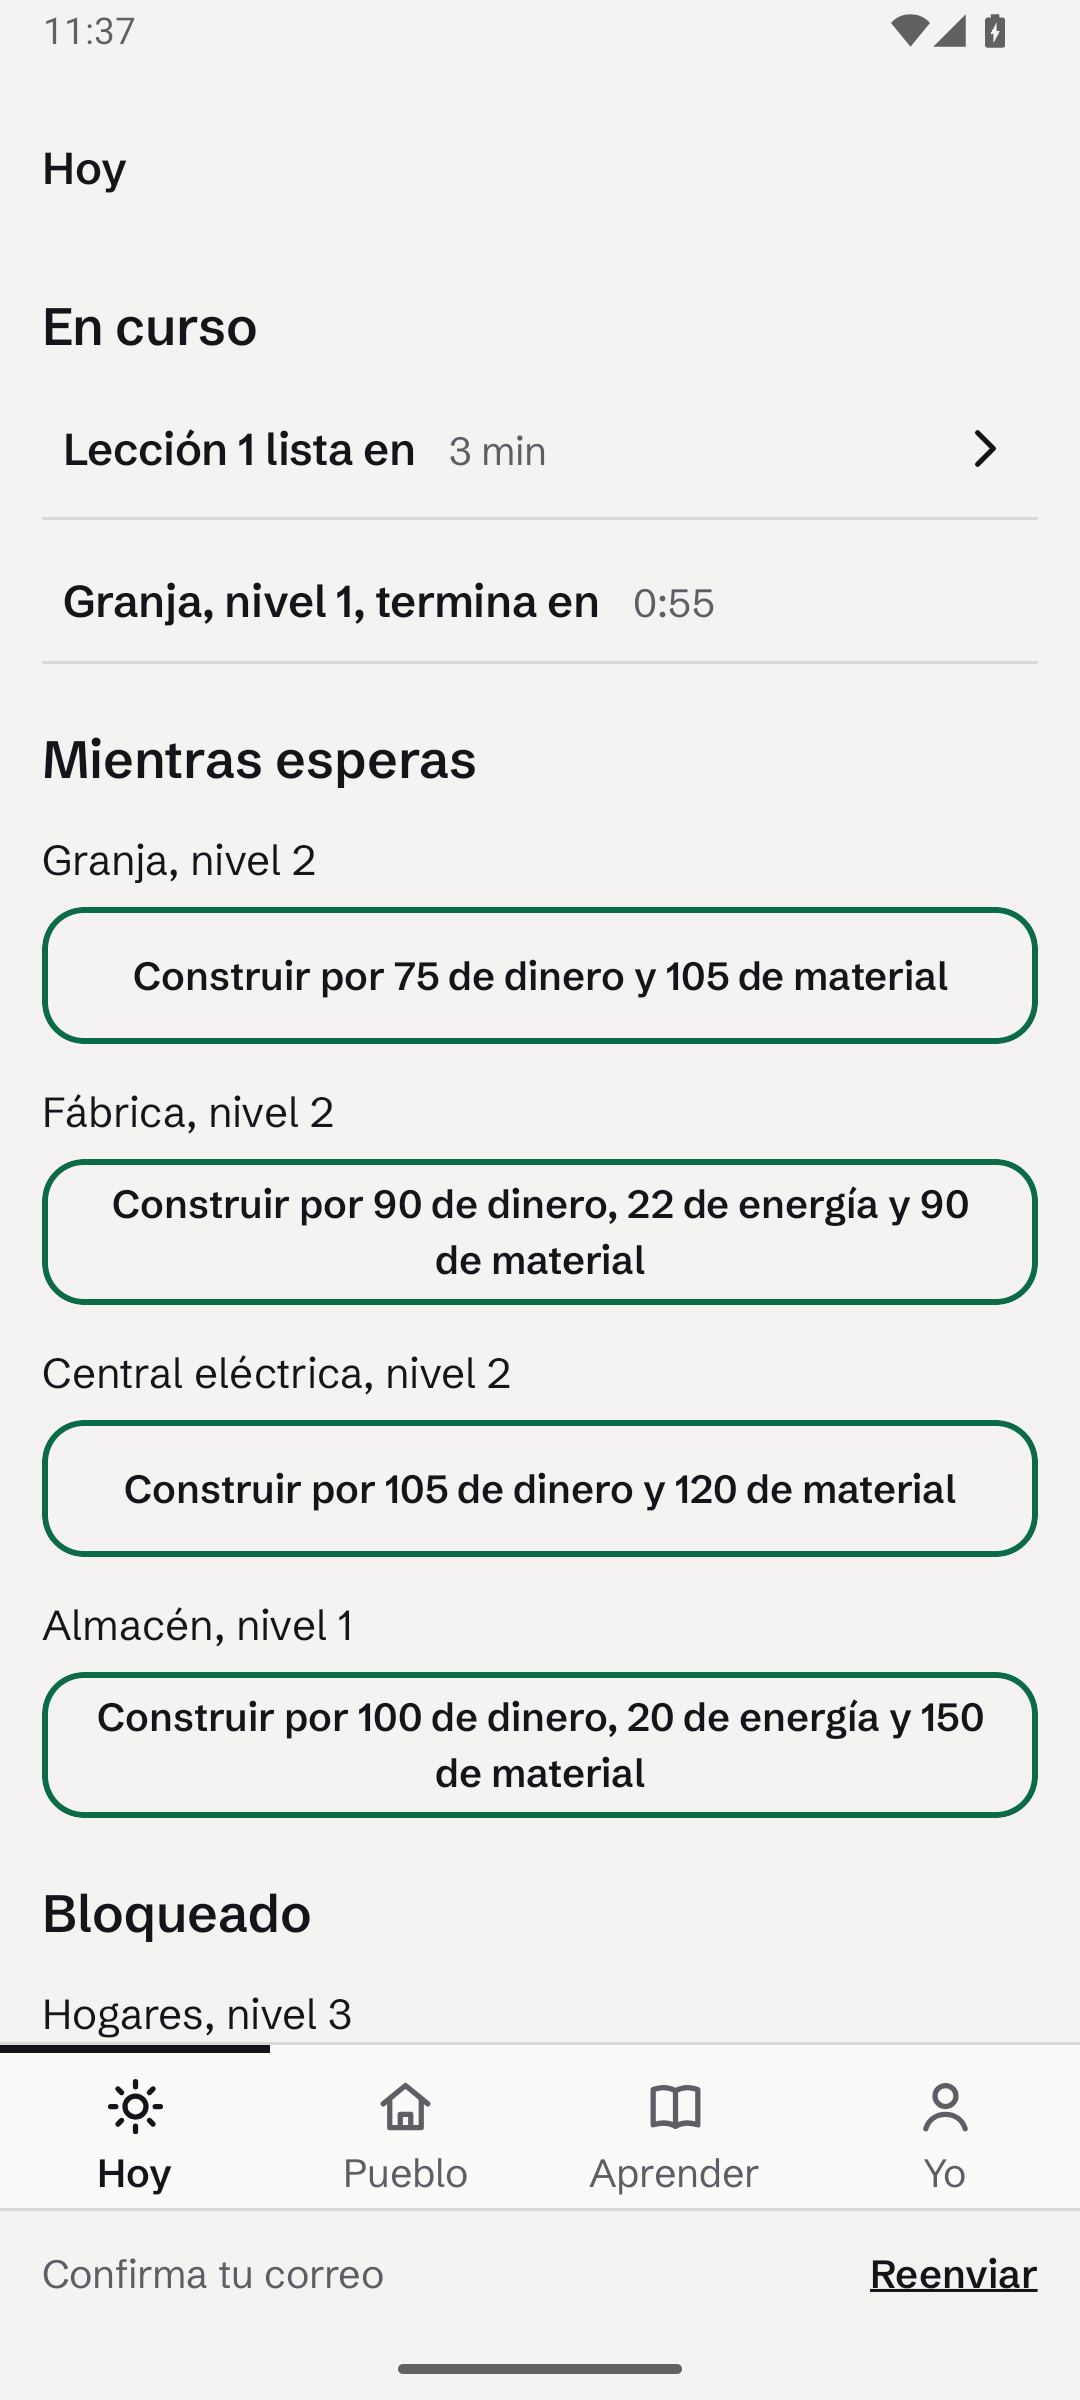 11:37
Hoy
En curso
Lección 1 lista en 3 min
Granja, nivel 1, termina en 0:55
Mientras esperas
Granja, nivel 2
Construir por 75 de dinero y 105 de material
Fábrica, nivel 2
Construir por 90 de dinero, 22 de energía y 90
de material
Central eléctrica, nivel 2
Construir por 105 de dinero y 120 de material
Almacén, nivel 1
Construir por 100 de dinero, 20 de energía y 150
de material
Bloqueado
Hogares, nivel 3
Hoy Pueblo Aprender Yo
Confirma tu correo Reenviar